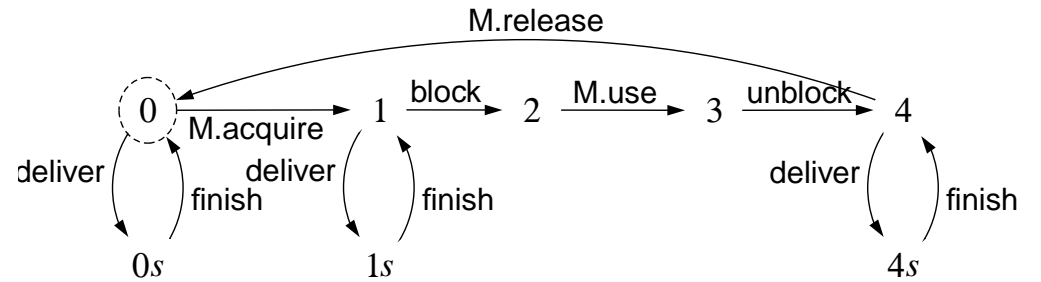 M.release
block M.use unblock
0 1 2 3 4
M.acquire
deliver deliver deliver
finish finish finish
0s 1s 4s